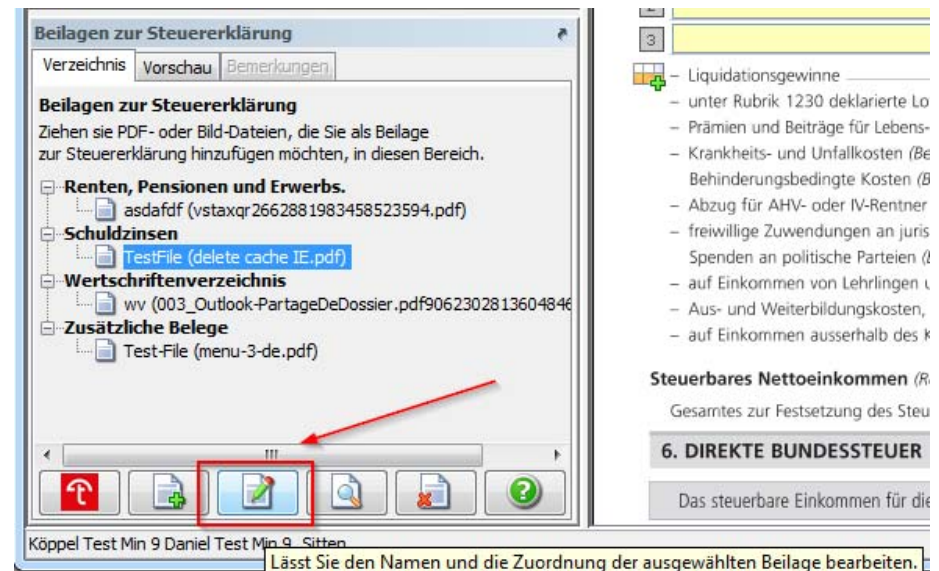 Beilagen zur Steuererklärung
Verzeichnis Vorschau Bemerkungen
Beilagen zur Steuererklärung
Ziehen sie PDF- oder Bild-Dateien, die Sie als Beilage
zur Steuererklärung hinzufügen möchten, in diesen Bereich.
Renten, Pensionen und Erwerbs.
asdafdf (vstaxqr2662881983458523594.pdf)
Schuldzinsen
TestFile (delete cache IE.pdf)
Wertschriftenverzeichnis
wv (003_Outlook-PartageDeDossier.pdf9062302813604846
Zusätzliche Belege
Test-File (menu-3-de.pdf)
Köppel Test Min 9 Daniel Test Min 9, Sitten
Lässt Sie den Namen und die Zuordnung der ausgewählten Beilage bearbeiten.
3
– Liquidationsgewinne
– unter Rubrik 1230 deklarierte Lo
– Prämien und Beiträge für Lebens-
– Krankheits- und Unfallkosten (Be
Behinderungsbedingte Kosten (B
– Abzug für AHV- oder IV-Rentner
– freiwillige Zuwendungen an juris
Spenden an politische Parteien (
– auf Einkommen von Lehrlingen u
– Aus- und Weiterbildungskosten,
– auf Einkommen ausserhalb des K
Steuerbares Nettoeinkommen (R
Gesamtes zur Festsetzung des Steu
6. DIREKTE BUNDESSTEUER
Das steuerbare Einkommen für die